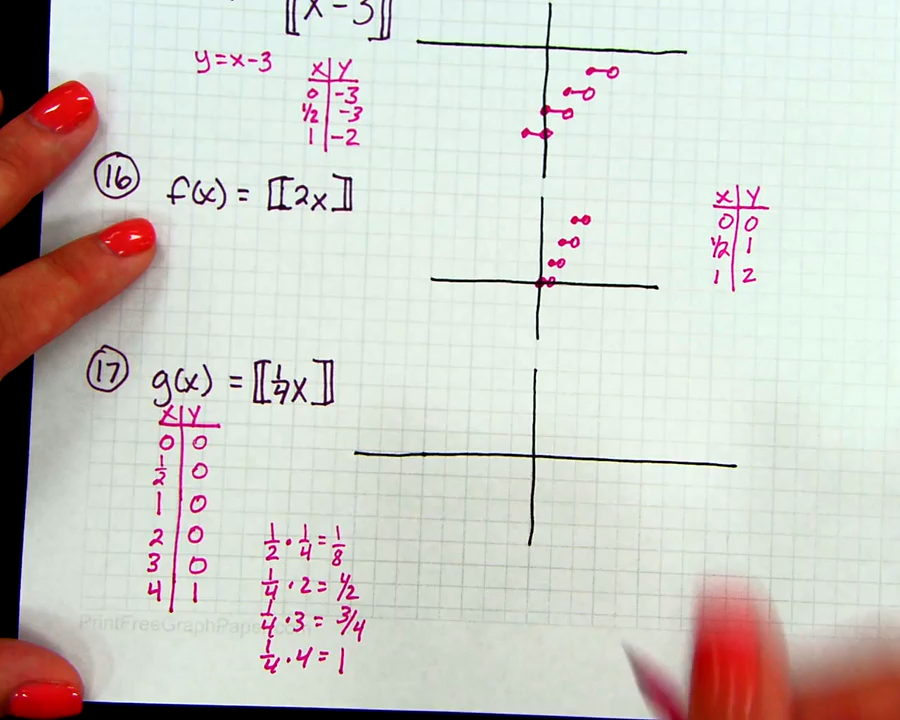 [[x-3]]
y=x-3
x | y
0 | -3
1/2 | -3
1 | -2
16 f(x) = [[2x]]
x | y
0 | 0
1/2 | 1
1 | 2
17 g(x) = [[1/4x]]
x | y
0 | 0
1/2 | 0
1 | 0
2 | 0
3 | 0
4 | 1
1/2 · 1/4 = 1/8
1/4 · 2 = 1/2
1/4 · 3 = 3/4
1/4 · 4 = 1